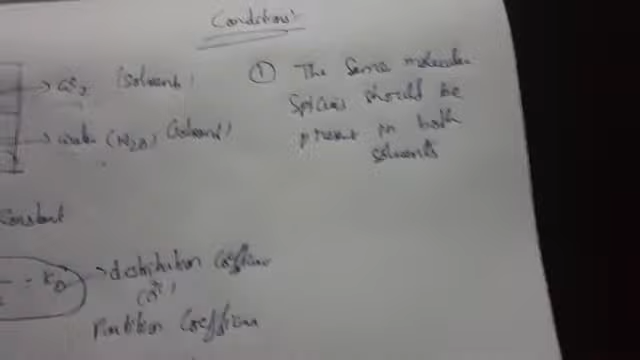 Conditions
→ CS2 (solvent)
→ water (H2O) (solvent)
① The same molecular
species should be
present in both
solvents
Constant
= KD → distribution coefficient
(or)
Partition Coefficient